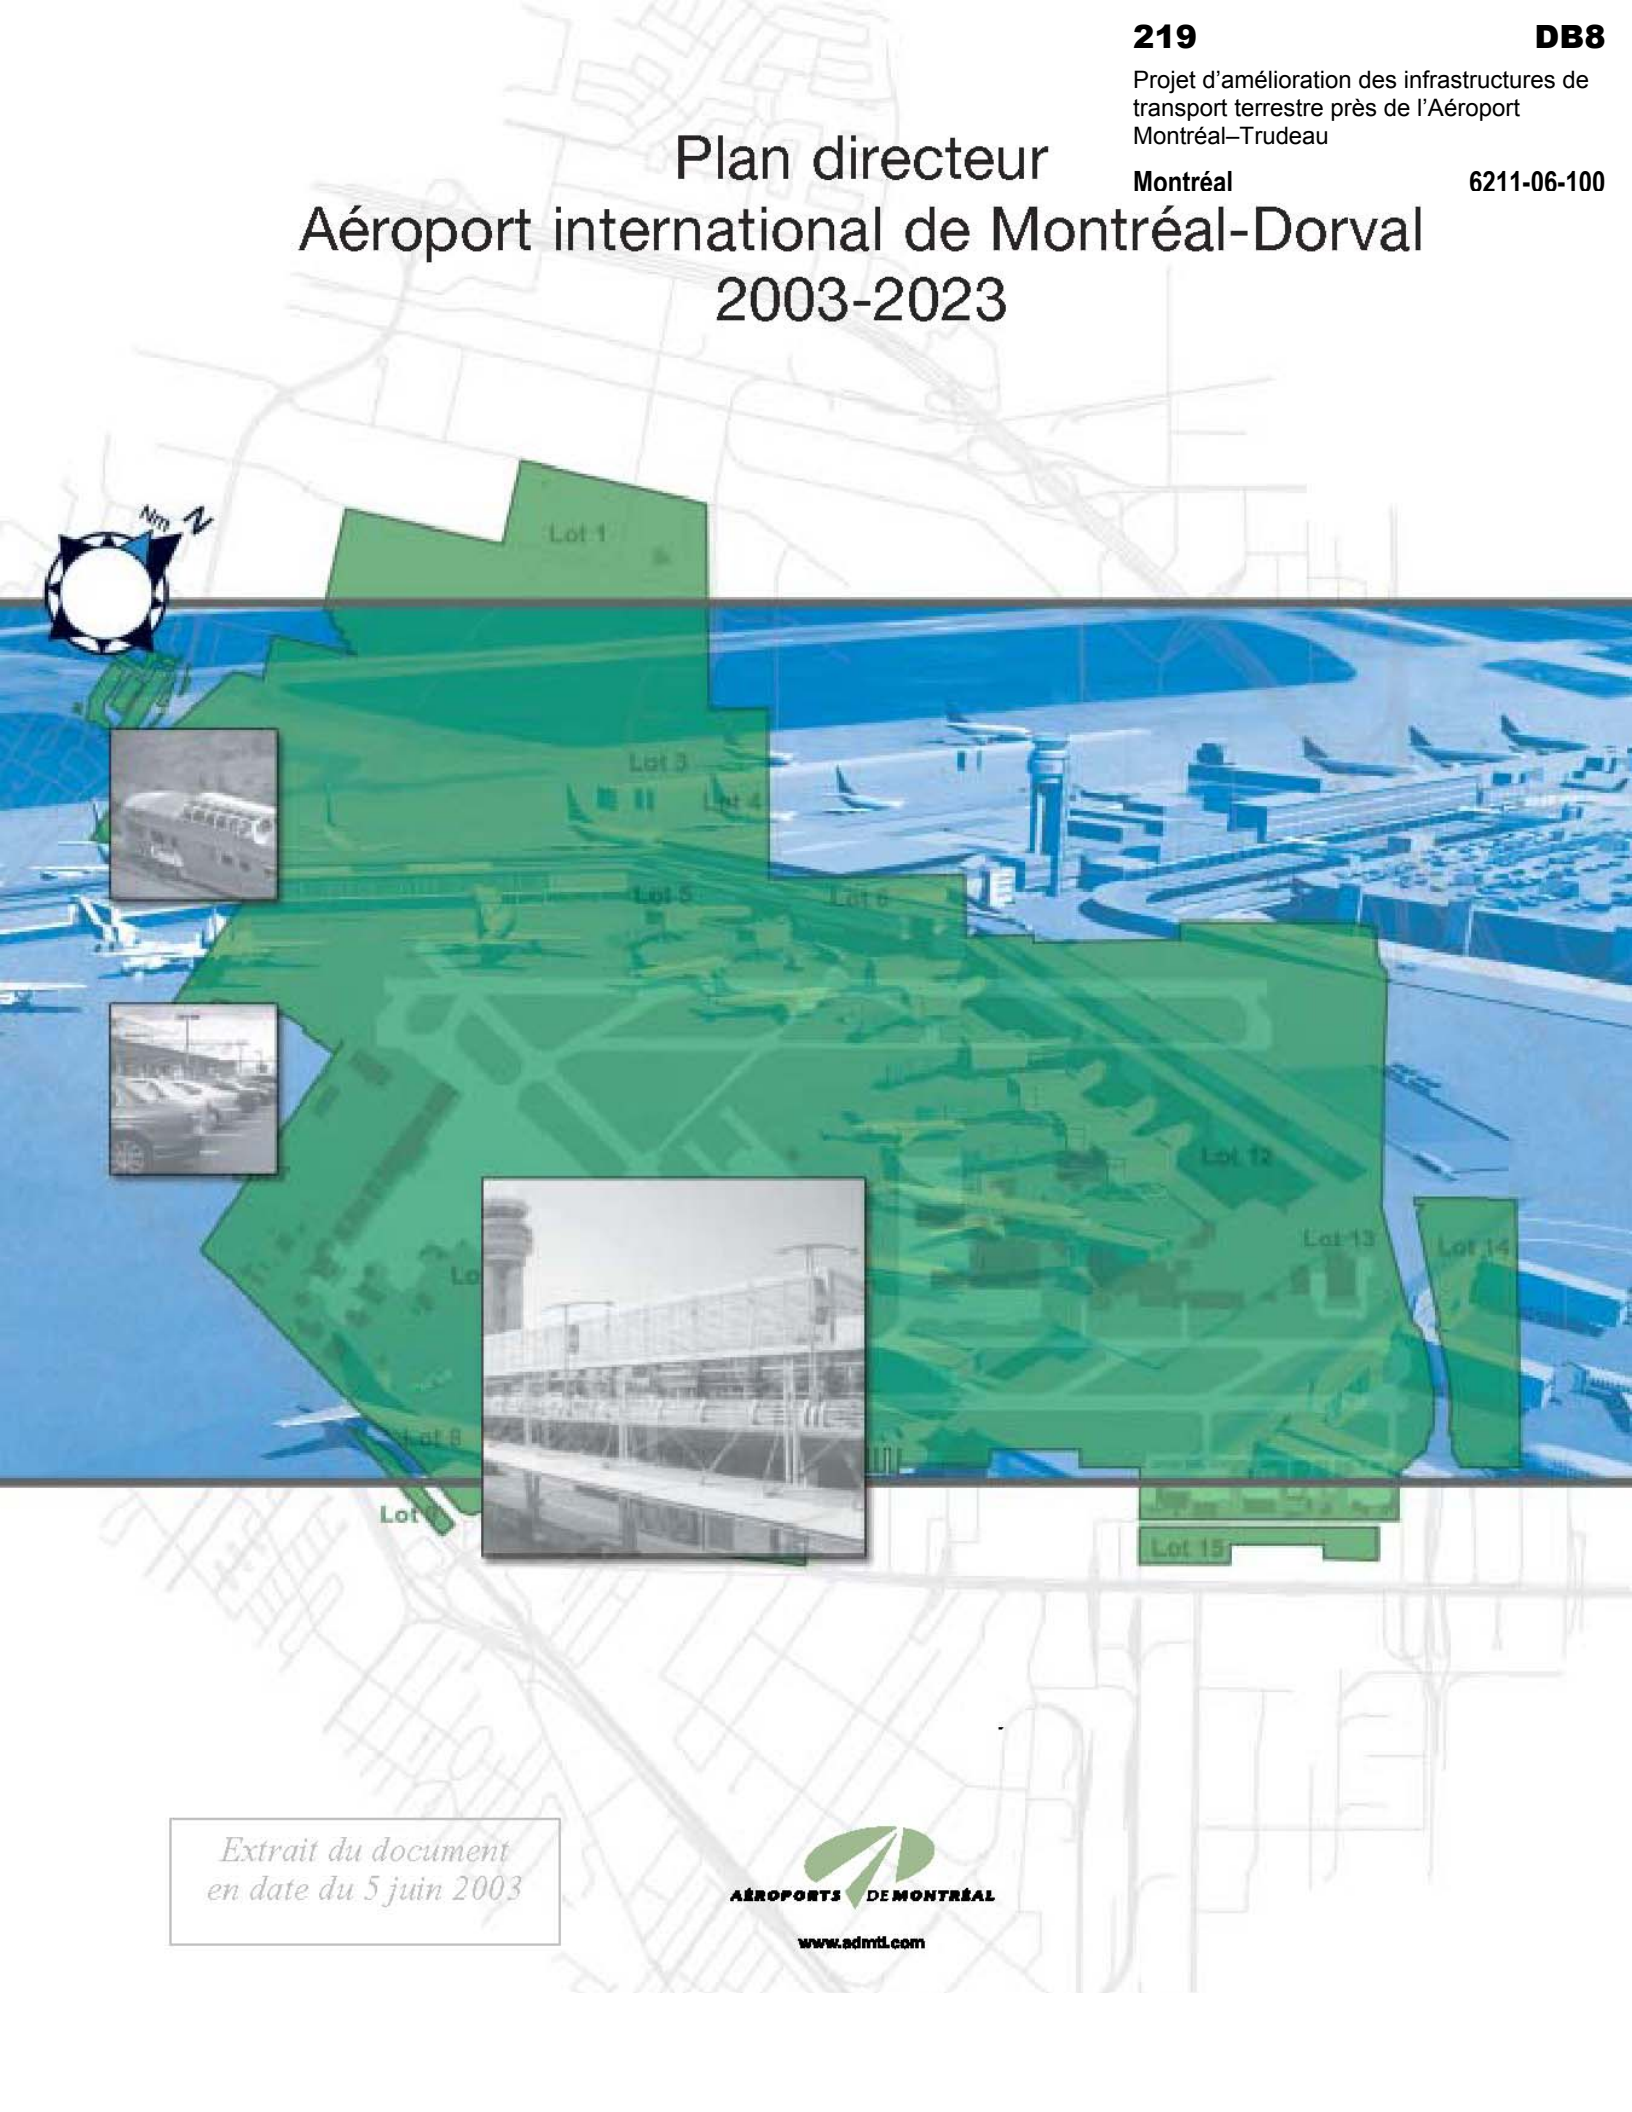 219 DB8
Projet d’amélioration des infrastructures de
transport terrestre près de l’Aéroport
Montréal–Trudeau
Montréal 6211-06-100
Plan directeur
Aéroport international de Montréal-Dorval
2003-2023
Nm N
Lot 1
Lot 3
Lot 4
Lot 5
Lot 6
Lot 12
Lot 13
Lot 14
Lo
Lot 8
Lot
Lot 15
Extrait du document
en date du 5 juin 2003
AÉROPORTS DE MONTRÉAL
www.admtl.com